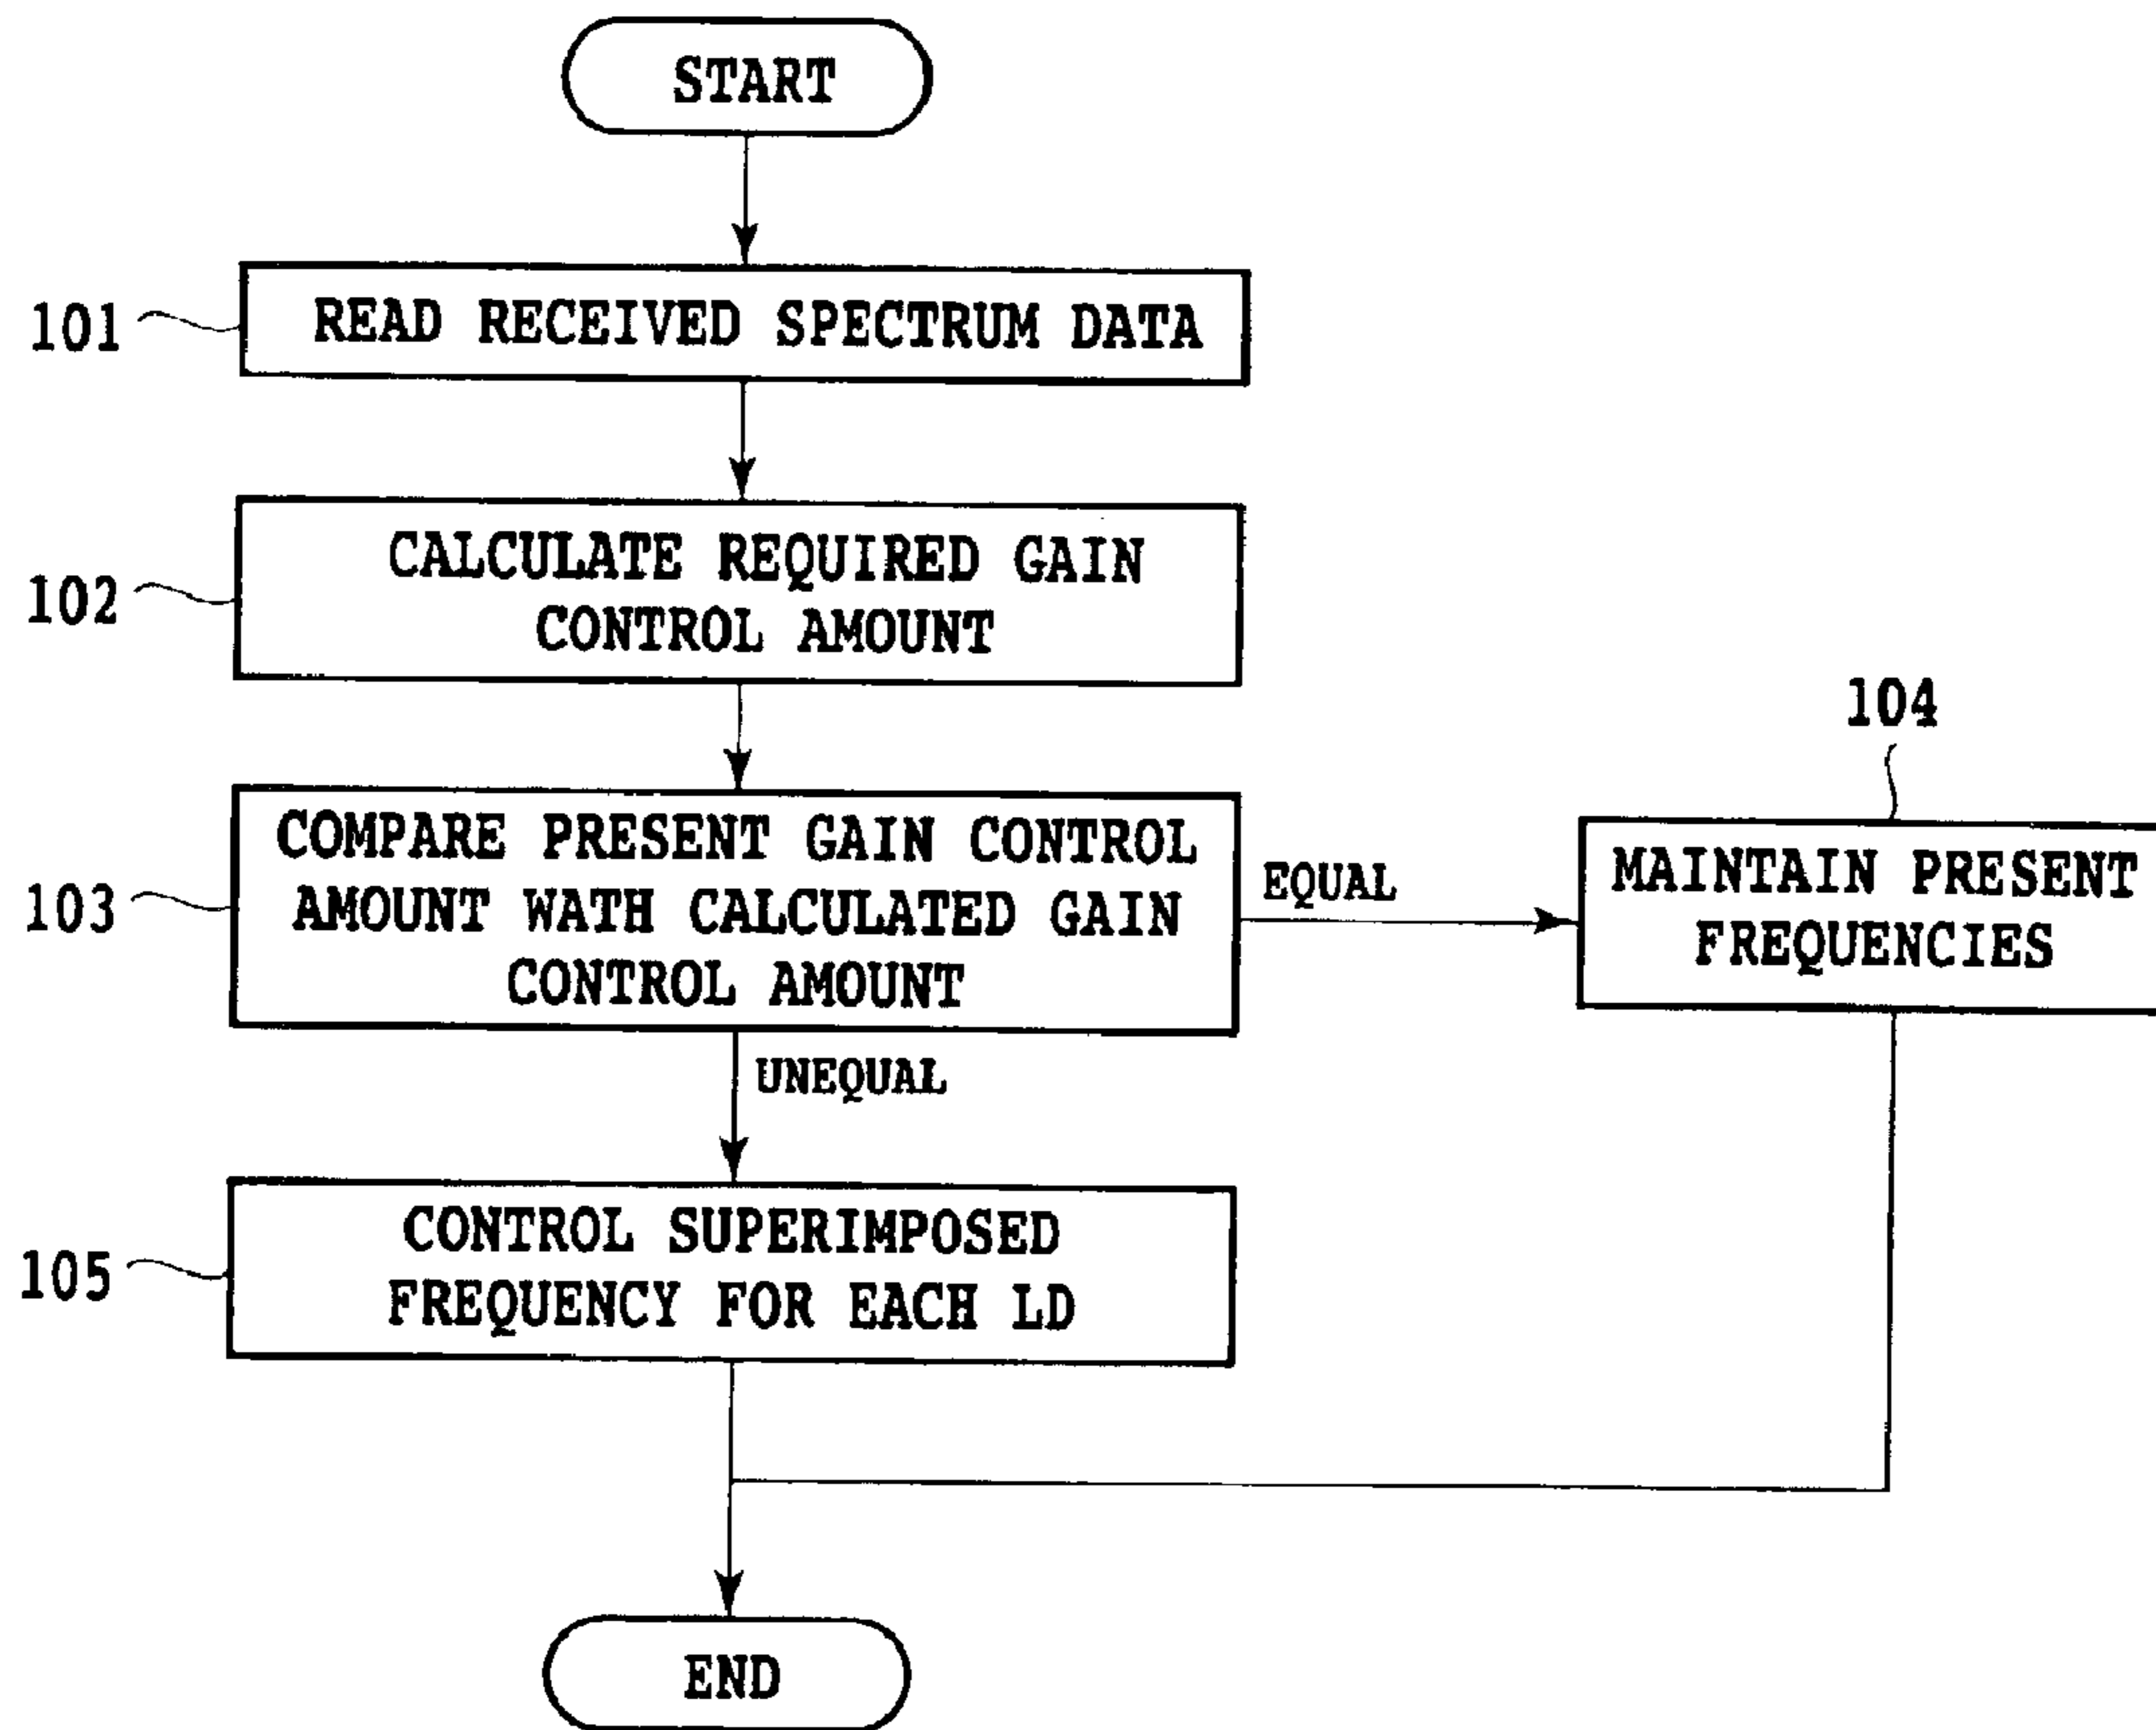 START
101
READ RECEIVED SPECTRUM DATA
102
CALCULATE REQUIRED GAIN
CONTROL AMOUNT
103
COMPARE PRESENT GAIN CONTROL
AMOUNT WATH CALCULATED GAIN
CONTROL AMOUNT
EQUAL
104
MAINTAIN PRESENT
FREQUENCIES
UNEQUAL
105
CONTROL SUPERIMPOSED
FREQUENCY FOR EACH LD
END